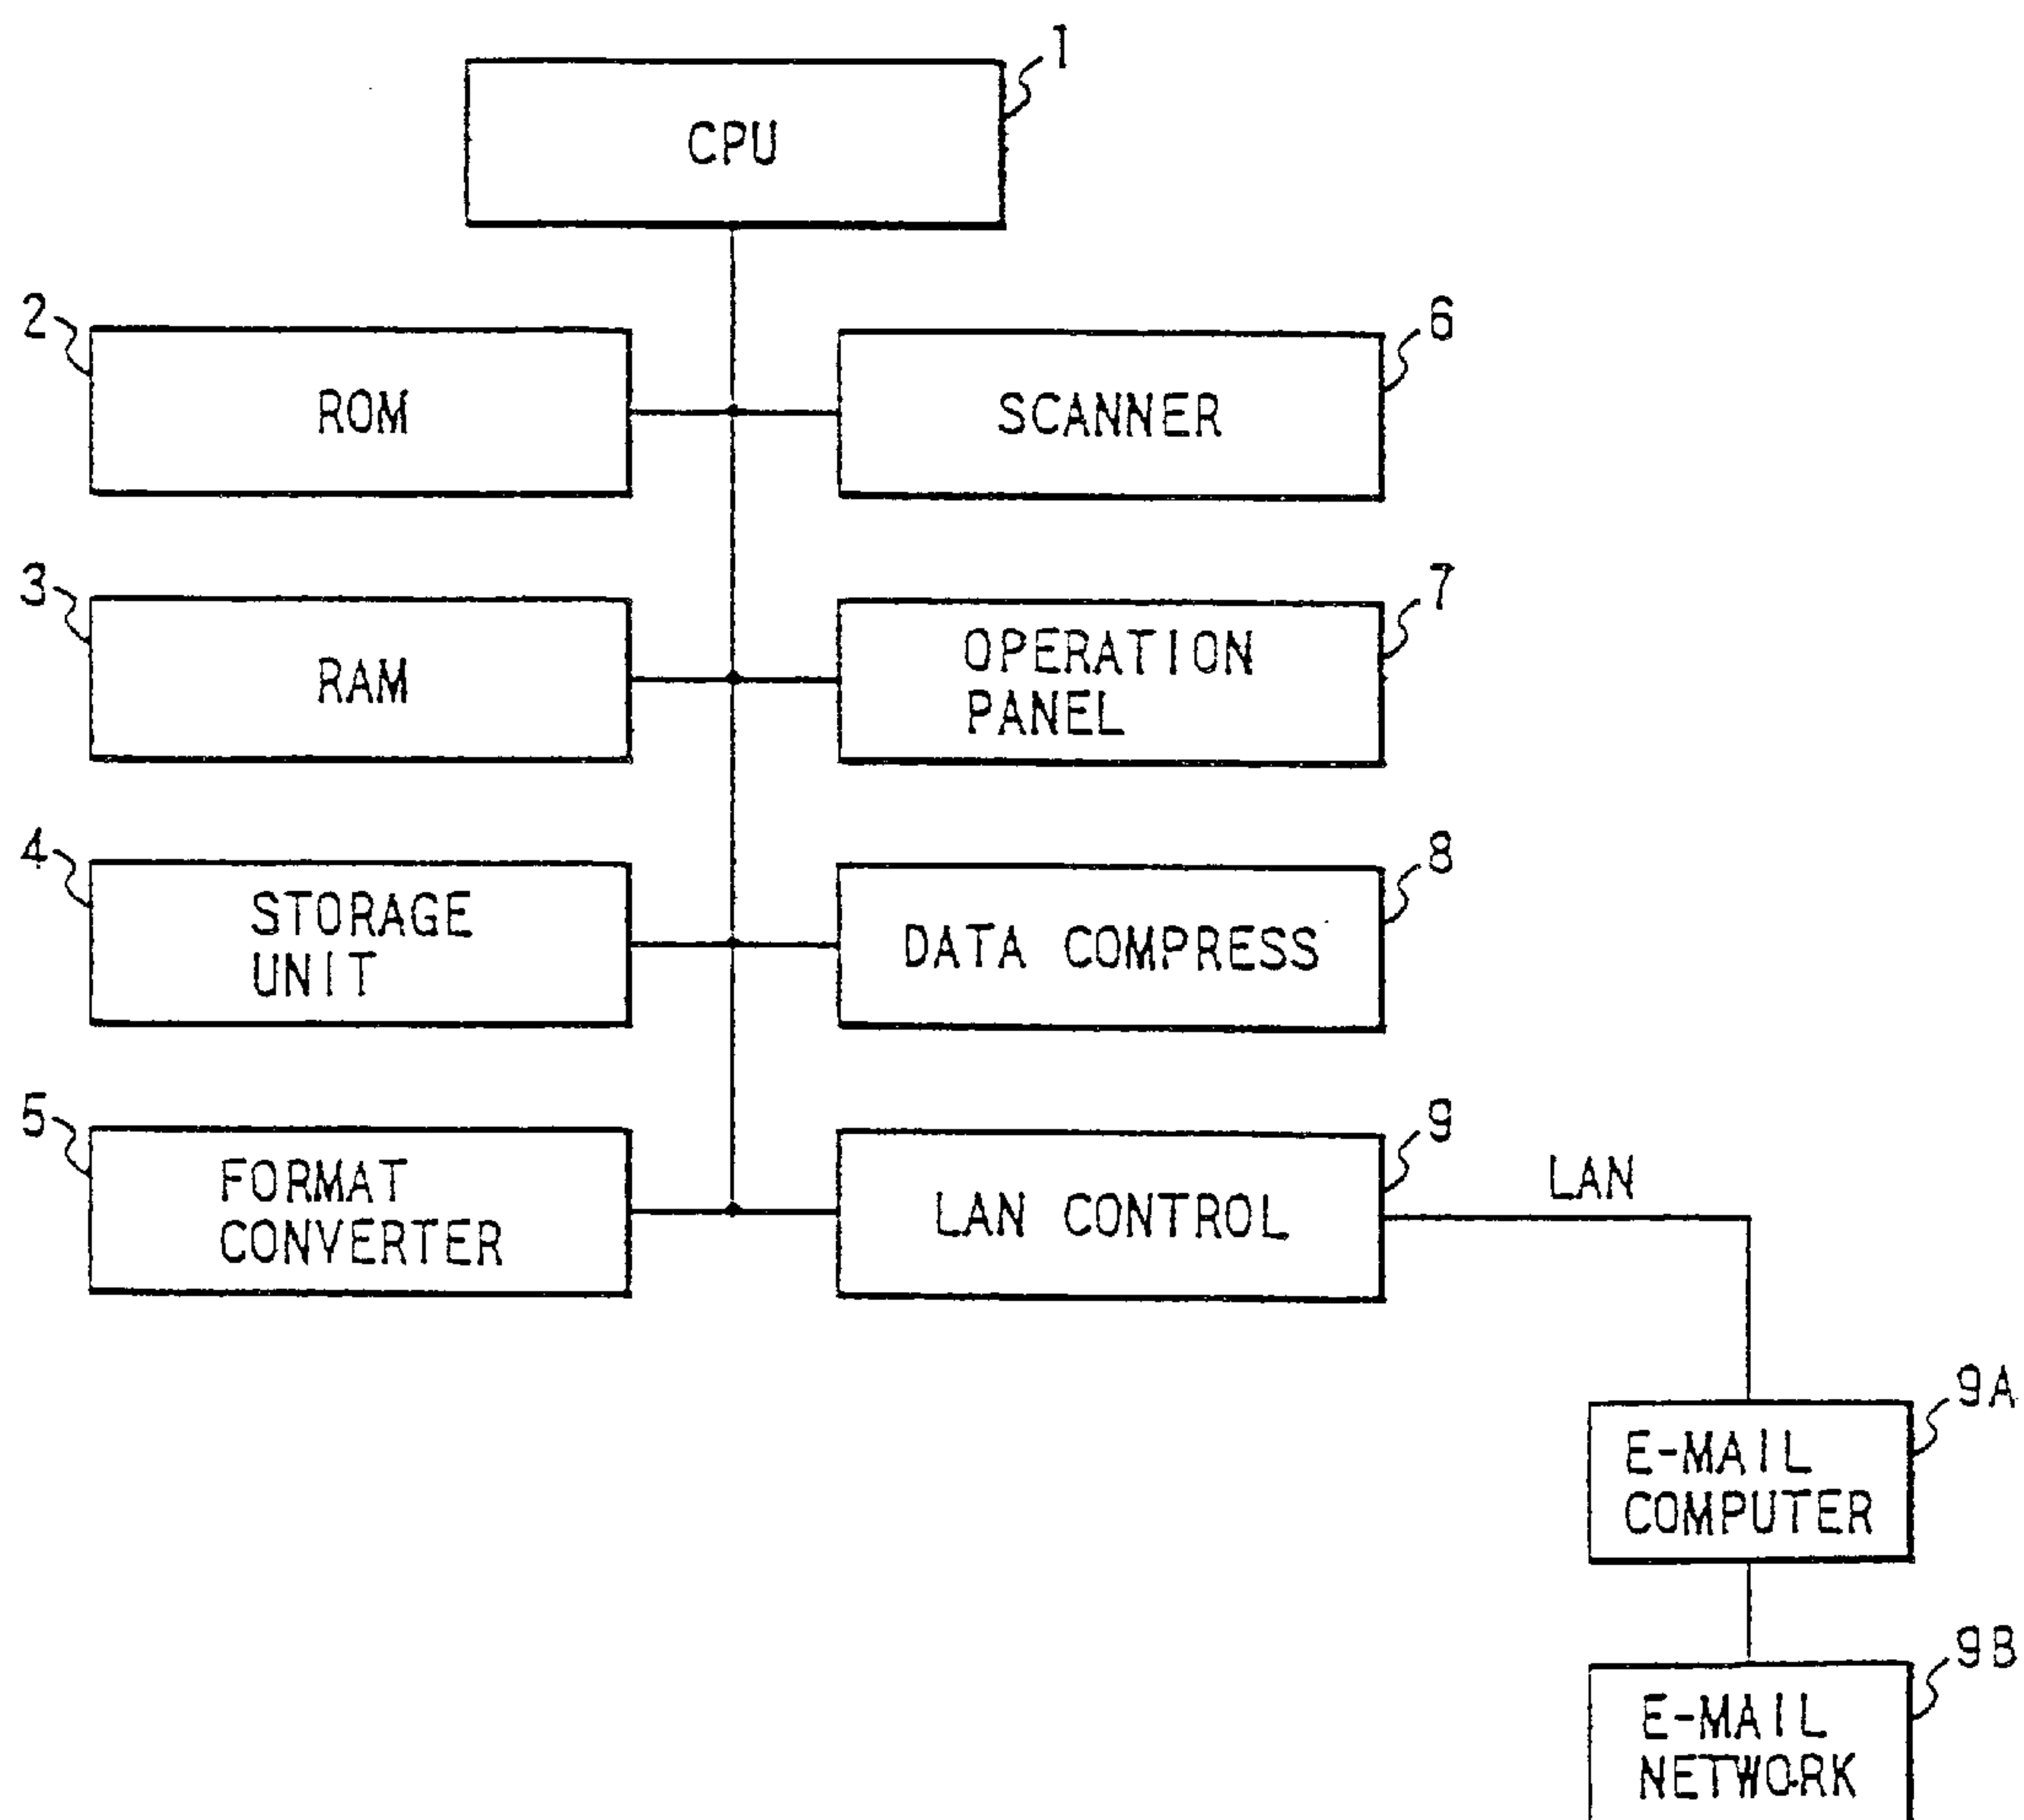 1
CPU
2
ROM
6
SCANNER
3
RAM
7
OPERATION
PANEL
4
STORAGE
UNIT
8
DATA COMPRESS
5
FORMAT
CONVERTER
9
LAN CONTROL
LAN
9A
E-MAIL
COMPUTER
9B
E-MAIL
NETWORK